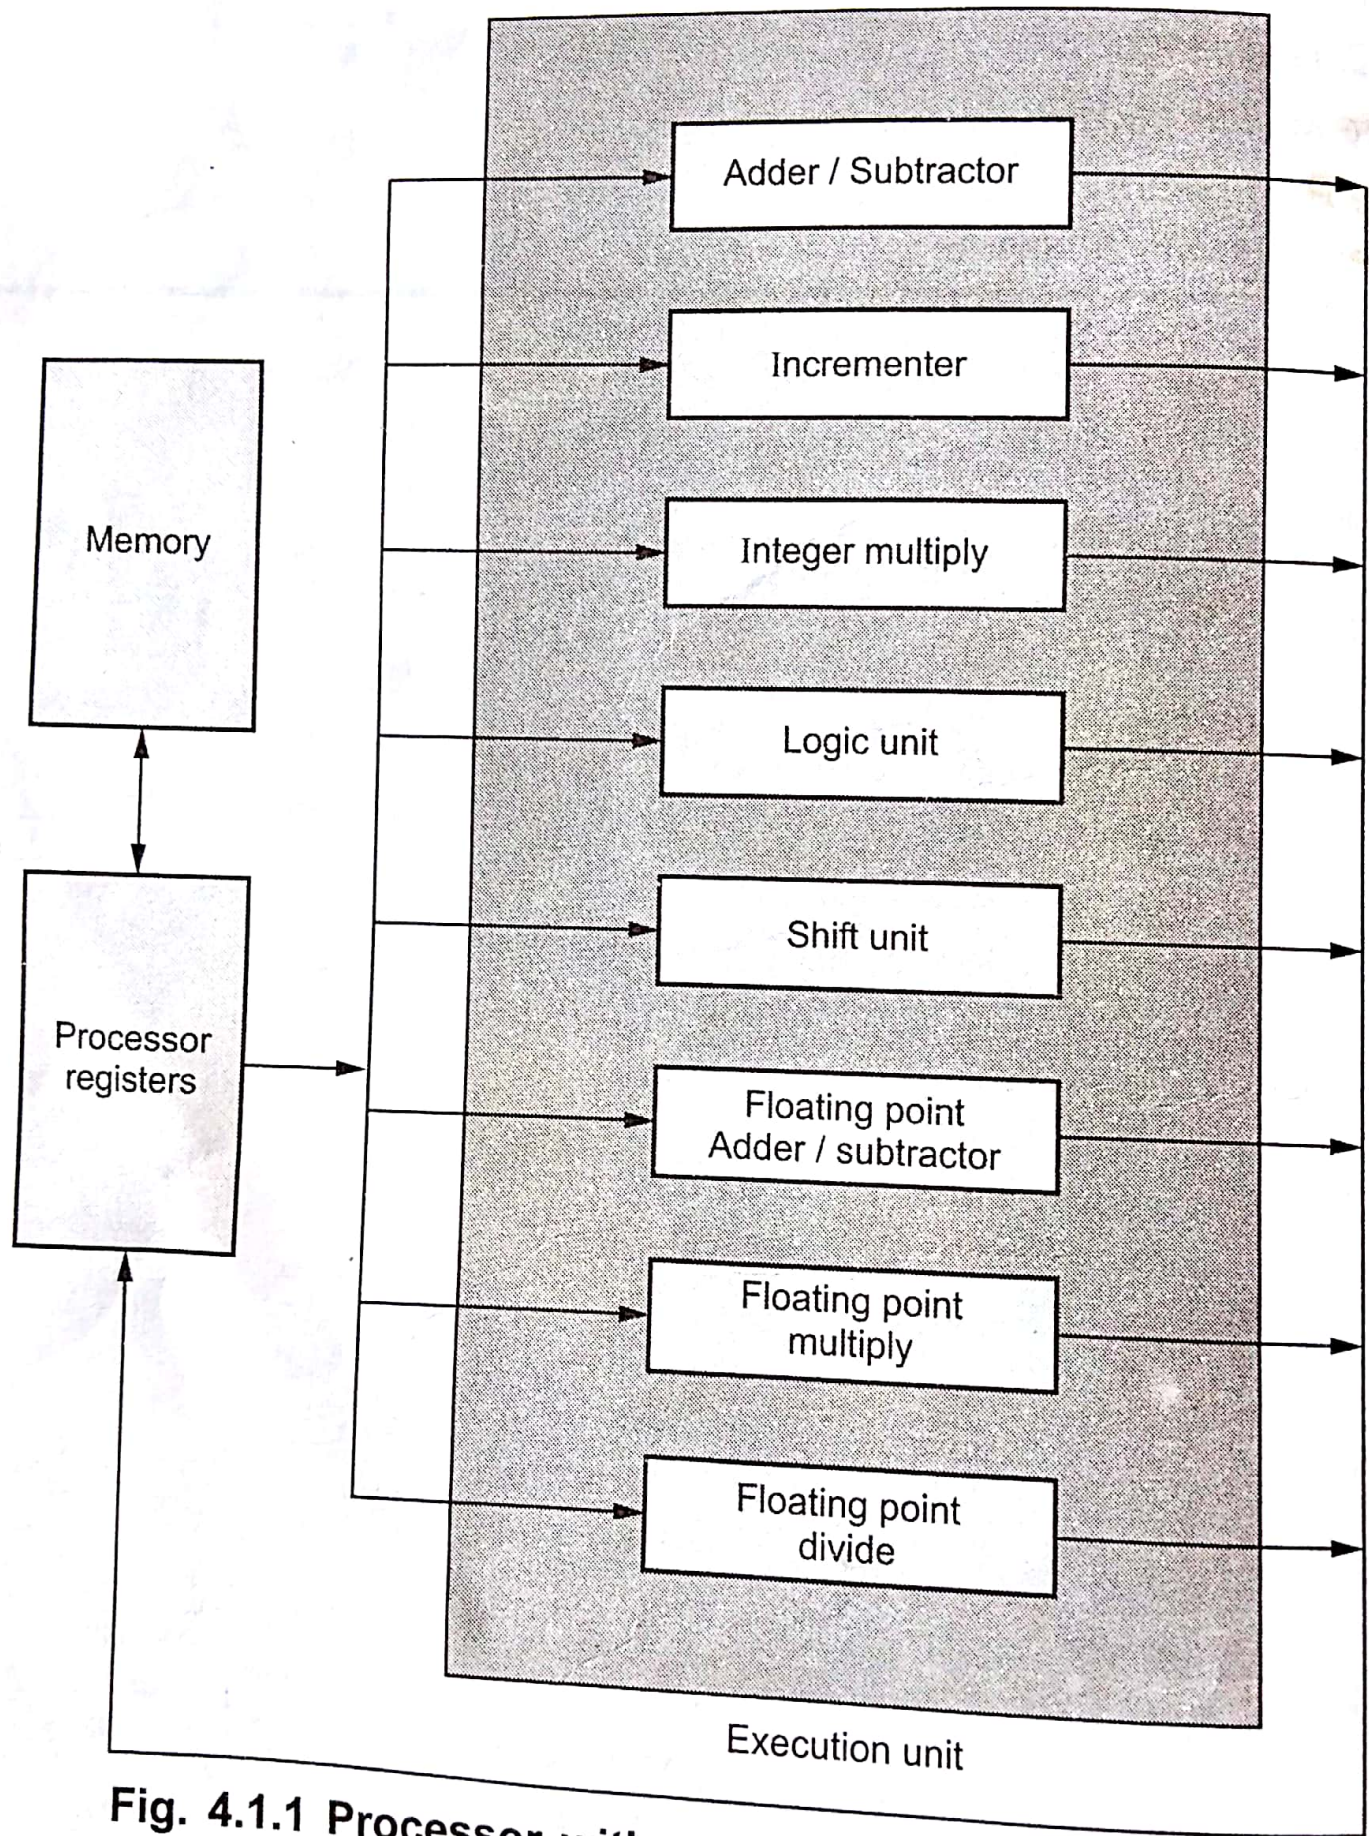 Adder / Subtractor
Incrementer
Integer multiply
Logic unit
Shift unit
Floating point
Adder / subtractor
Floating point
multiply
Floating point
divide
Memory
Processor
registers
Execution unit
Fig. 4.1.1 Processor